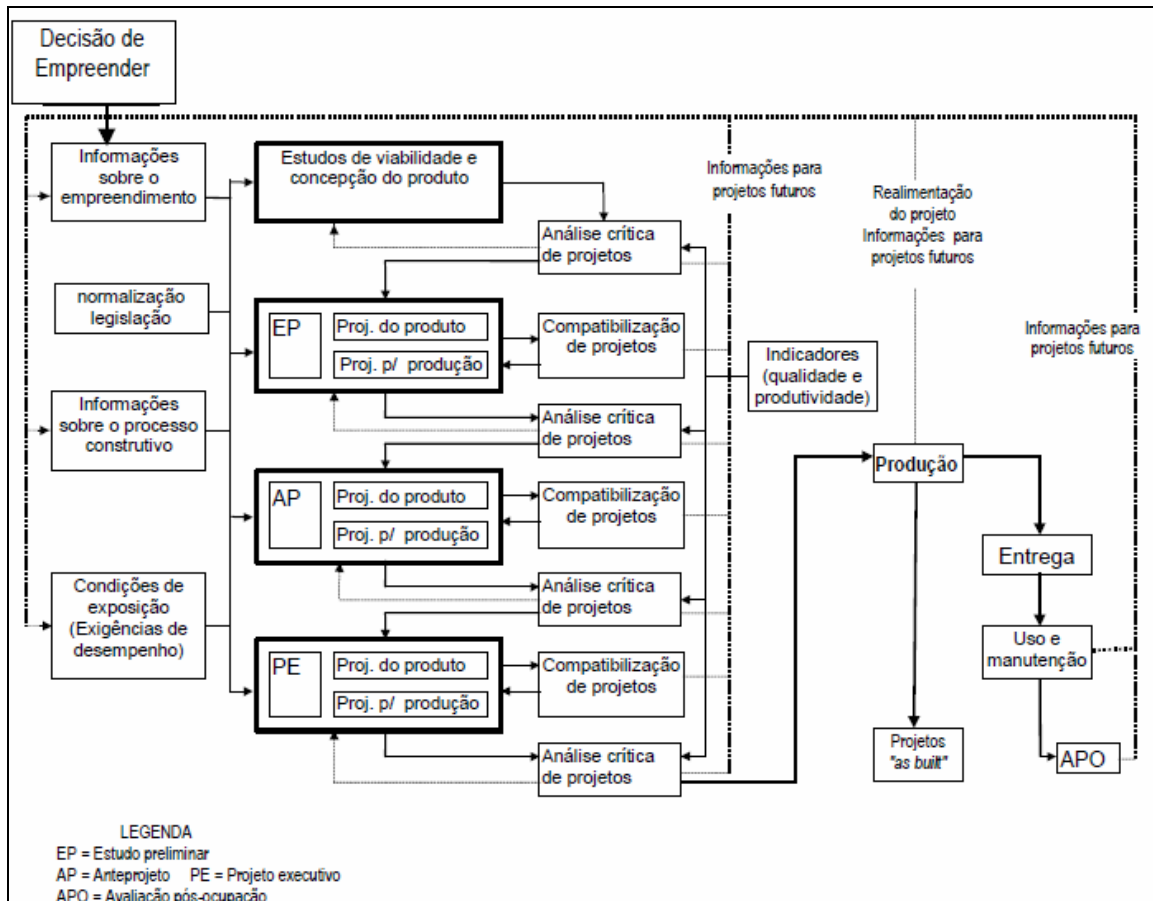 Decisão de
Empreender
Informações
sobre o
empreendimento
Estudos de viabilidade e
concepção do produto
Informações para
projetos futuros
Realimentação
do projeto
Informações para
projetos futuros
Análise crítica
de projetos
normalização
legislação
EP
Proj. do produto
Proj. p/ produção
Compatibilização
de projetos
Indicadores
(qualidade e
produtividade)
Informações para
projetos futuros
Informações
sobre o processo
construtivo
Análise crítica
de projetos
Produção
AP
Proj. do produto
Proj. p/ produção
Compatibilização
de projetos
Entrega
Condições de
exposição
(Exigências de
desempenho)
Análise crítica
de projetos
Uso e
manutenção
PE
Proj. do produto
Proj. p/ produção
Compatibilização
de projetos
Análise crítica
de projetos
Projetos
"as built"
APO
LEGENDA
EP = Estudo preliminar
AP = Anteprojeto PE = Projeto executivo
APO = Avaliação pós-ocupação